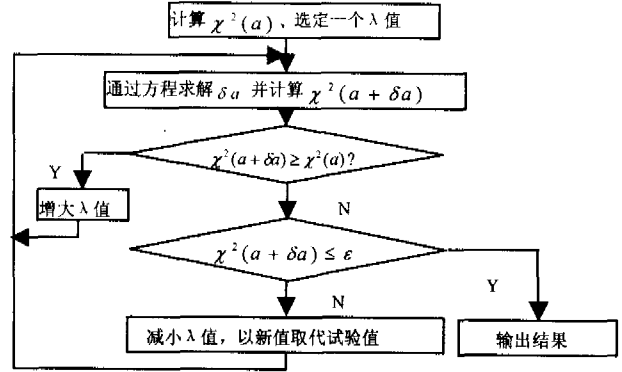 计算 χ²(a)、选定一个 λ 值
通过方程求解 δa 并计算 χ²(a + δa)
χ²(a + δa) ≥ χ²(a)?
Y
增大 λ 值
N
χ²(a + δa) ≤ ε
Y
N
减小 λ 值，以新值取代试验值
输出结果